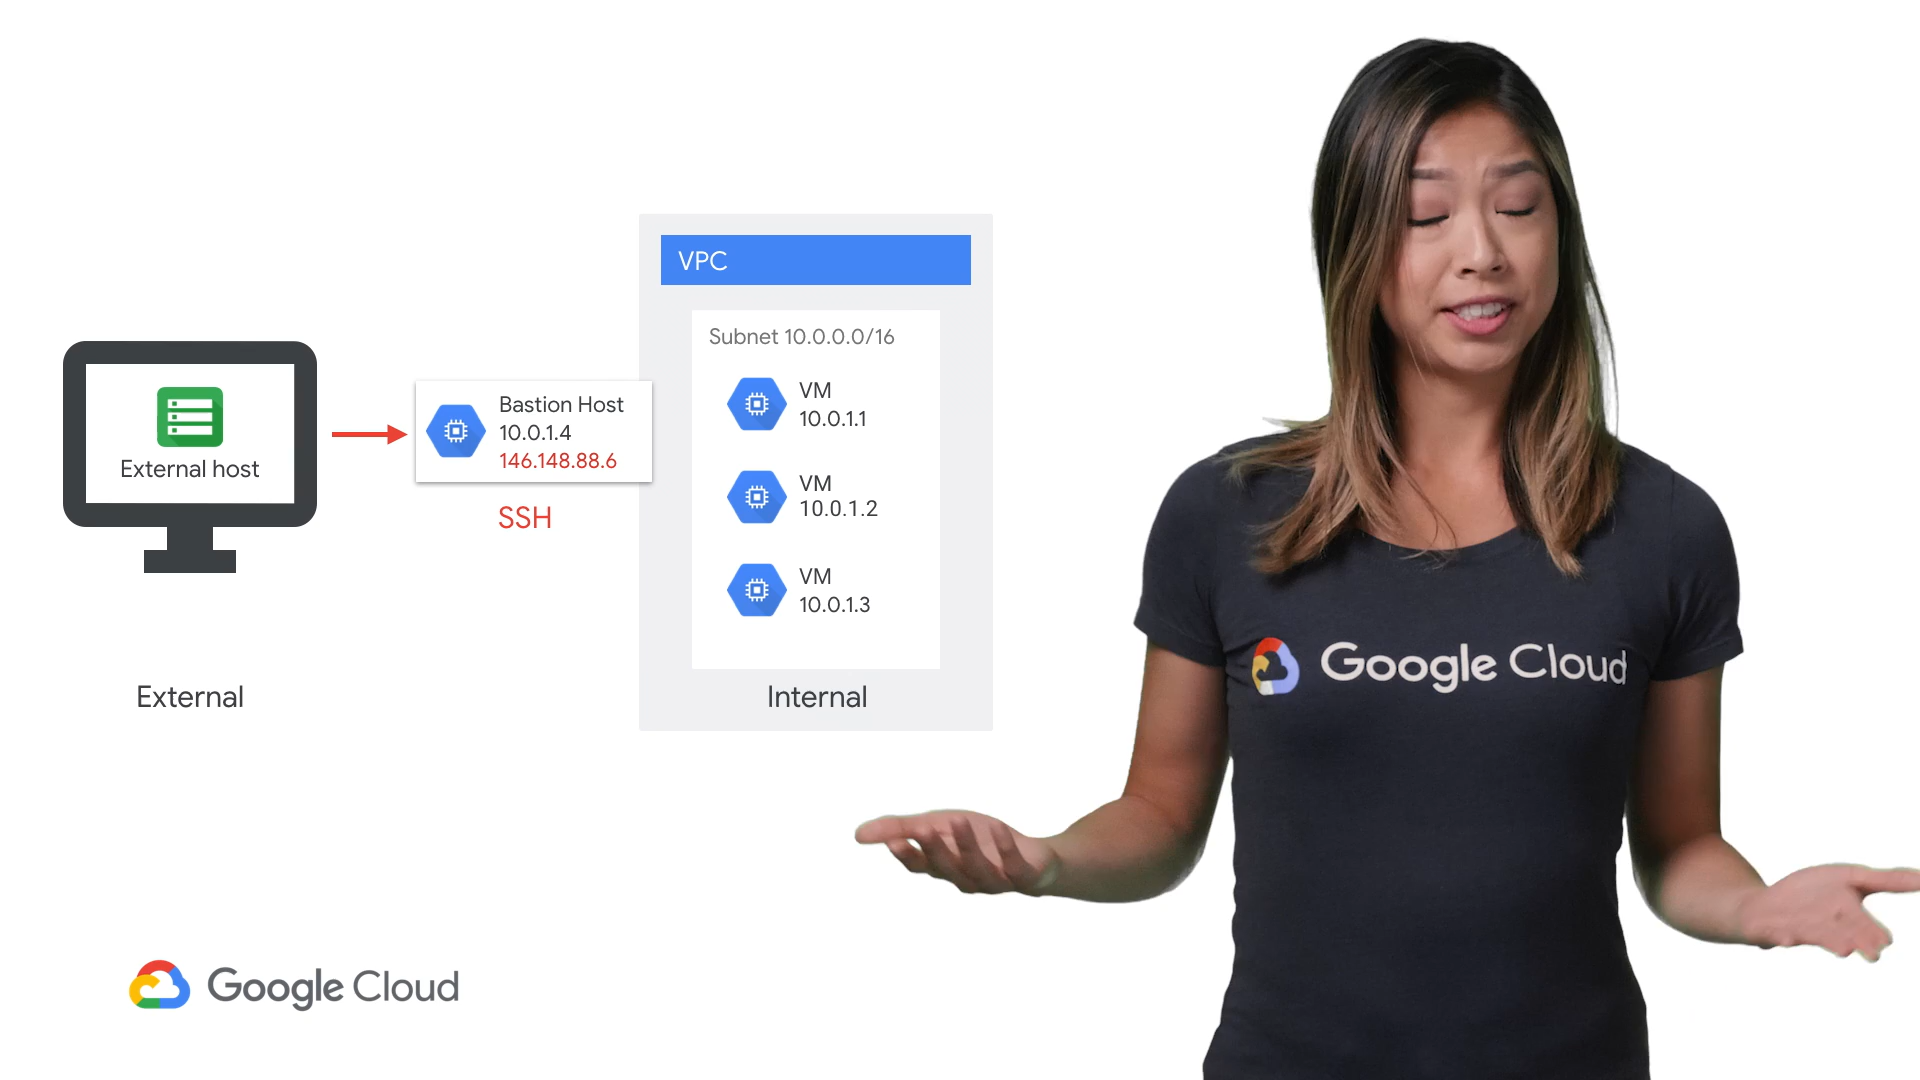 VPC
Subnet 10.0.0.0/16
VM
10.0.1.1
VM
10.0.1.2
VM
10.0.1.3
Internal
Bastion Host
10.0.1.4
146.148.88.6
SSH
External host
External
Google Cloud
Google Cloud